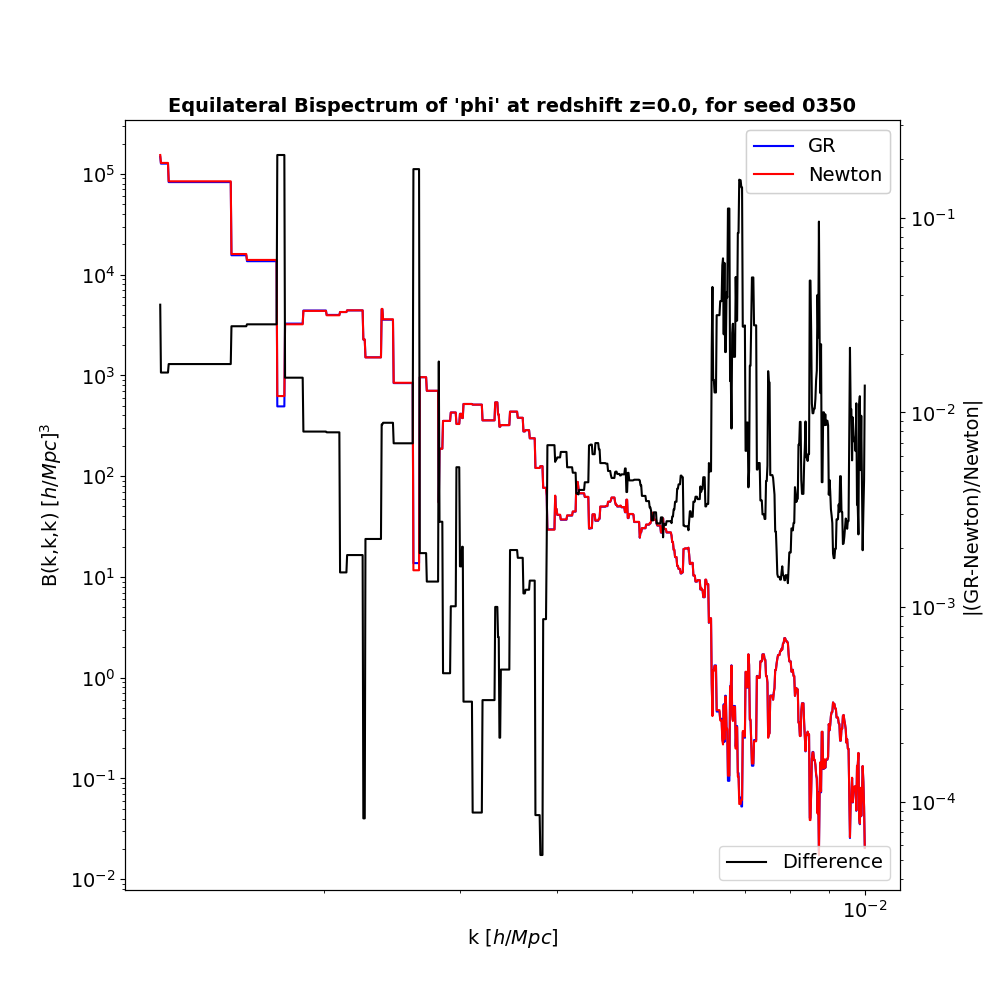 Equilateral Bispectrum of 'phi' at redshift z=0.0, for seed 0350
GR
Newton
Difference
B(k,k,k) [h/Mpc]^3
10^5
10^4
10^3
10^2
10^1
10^0
10^−1
10^−2
|(GR-Newton)/Newton|
10^−1
10^−2
10^−3
10^−4
10^−2
k [h/Mpc]